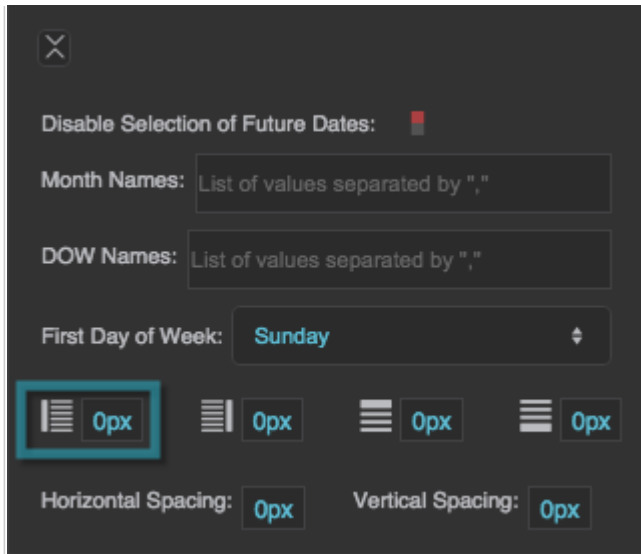 Disable Selection of Future Dates:
Month Names: List of values separated by ","
DOW Names: List of values separated by ","
First Day of Week: Sunday
0px 0px 0px 0px
Horizontal Spacing: 0px Vertical Spacing: 0px